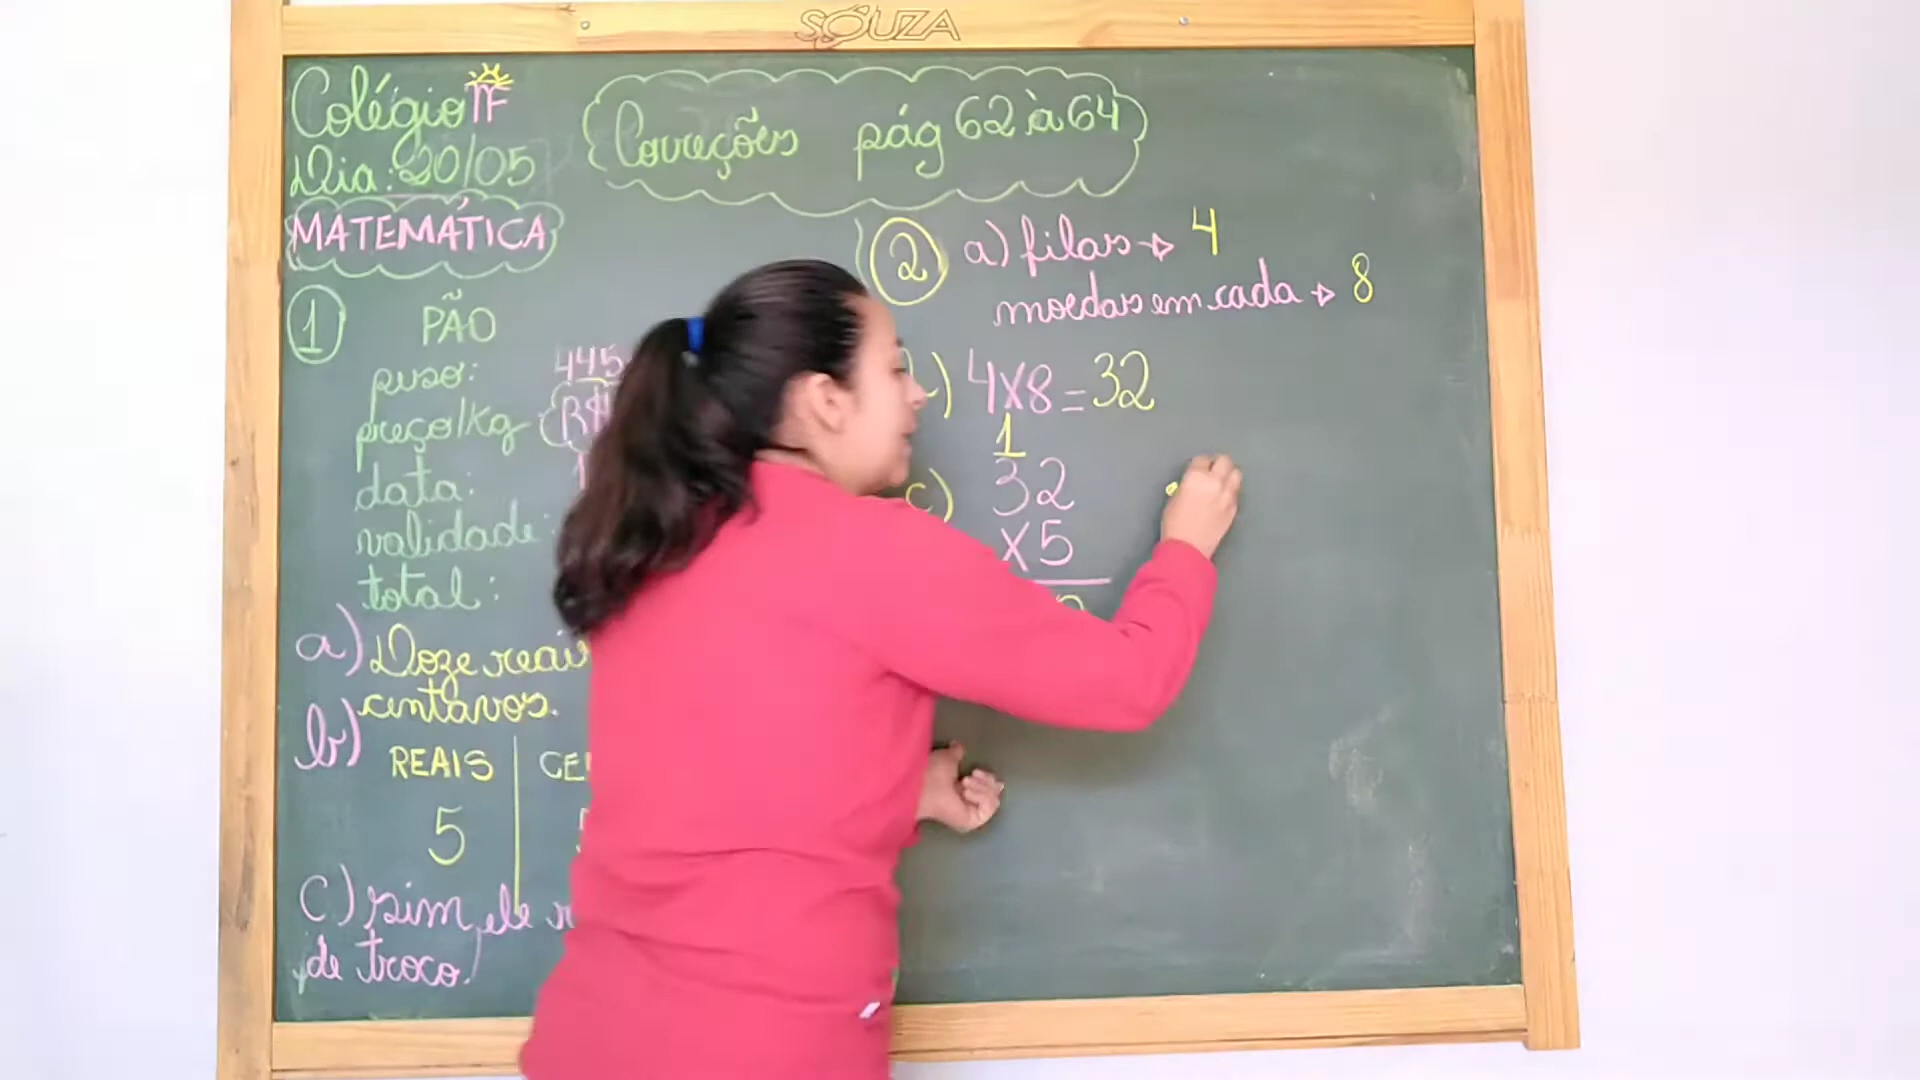 SOUZA
Colégio TF
Dia: 20/05
MATEMÁTICA
Correções pág 62 à 64
1 PÃO
peso: 445
preço/Kg R$
data:
validade:
total:
a) Doze reais
centavos.
b)
REAIS
5
c) sim, ele
de troco!
2 a) filas → 4
moedas em cada → 8
4x8=32
1
c) 32
x5